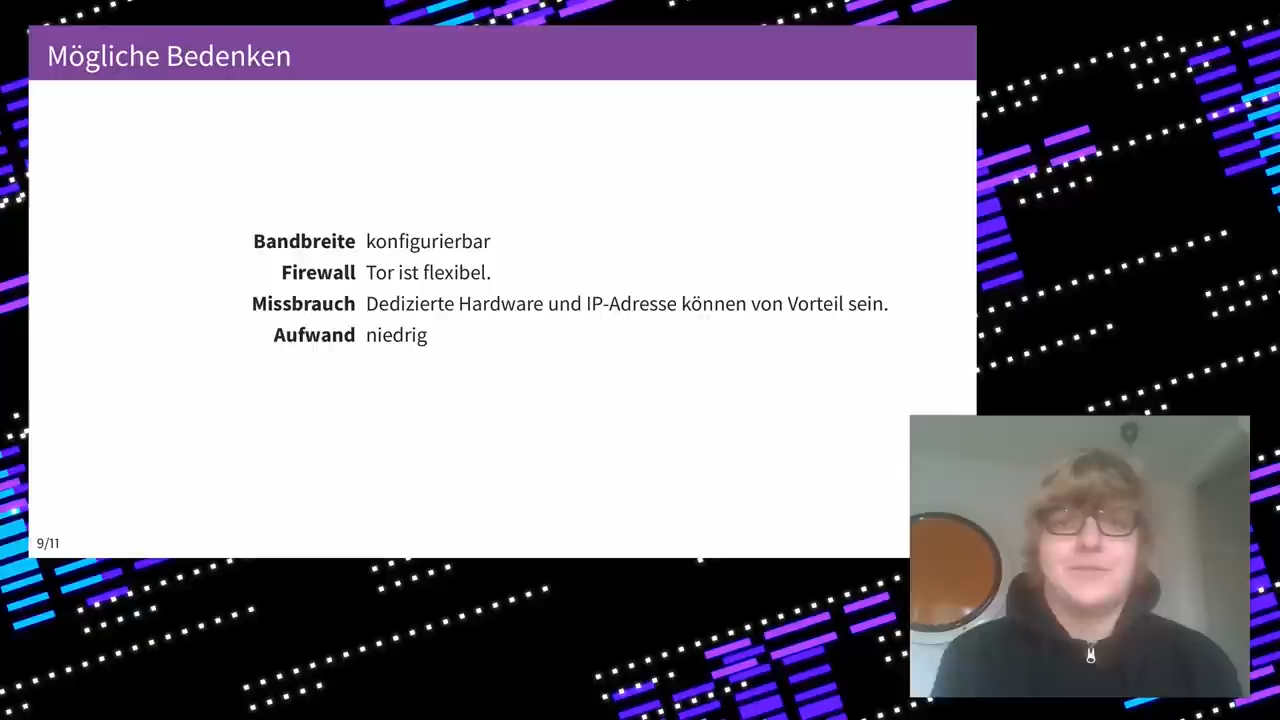 Mögliche Bedenken
Bandbreite konfigurierbar
Firewall Tor ist flexibel.
Missbrauch Dedizierte Hardware und IP-Adresse können von Vorteil sein.
Aufwand niedrig
9/11